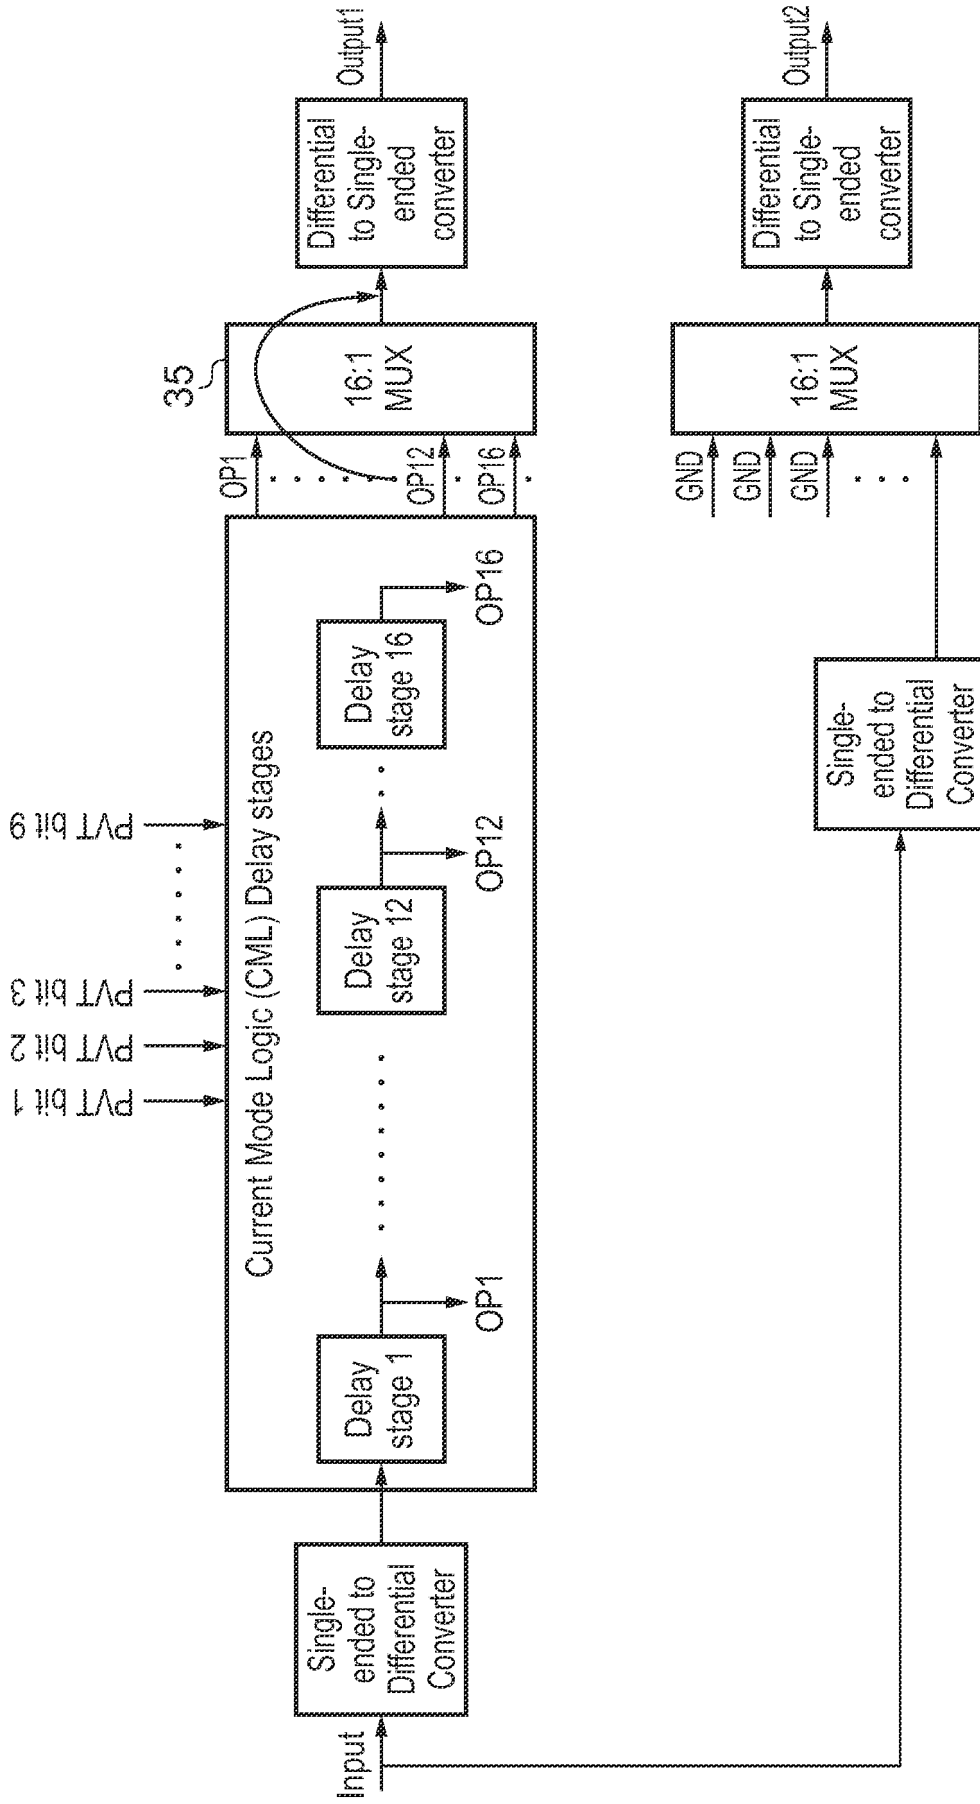 PVT bit 1
PVT bit 2
PVT bit 3
PVT bit 9
Input
Single-
ended to
Differential
Converter
Current Mode Logic (CML) Delay stages
Delay
stage 1
OP1
Delay
stage 12
OP12
Delay
stage 16
OP16
OP1
OP12
OP16
35
16:1
MUX
Differential
to Single-
ended
converter
Output1
Single-
ended to
Differential
Converter
GND
GND
GND
16:1
MUX
Differential
to Single-
ended
converter
Output2